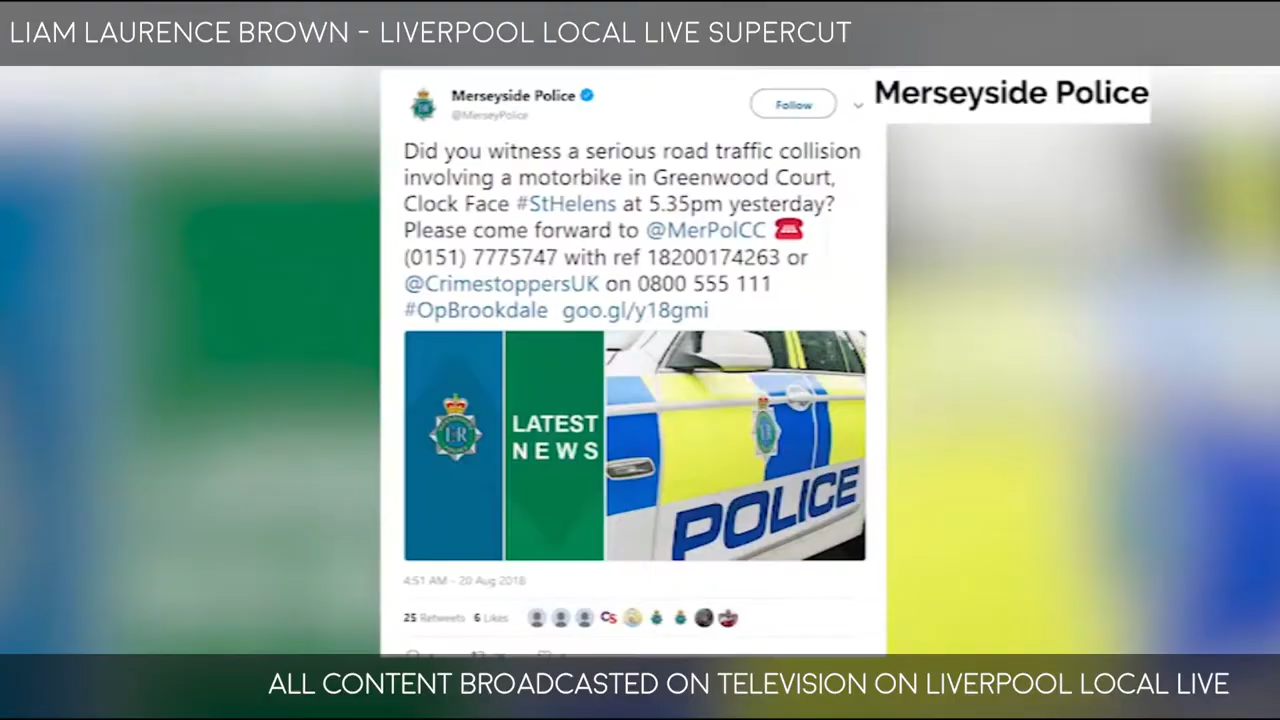 LIAM LAURENCE BROWN - LIVERPOOL LOCAL LIVE SUPERCUT
Merseyside Police
@MerseyPolice
Follow
Merseyside Police
Did you witness a serious road traffic collision
involving a motorbike in Greenwood Court,
Clock Face #StHelens at 5.35pm yesterday?
Please come forward to @MerPolCC ☎️
(0151) 7775747 with ref 18200174263 or
@CrimestoppersUK on 0800 555 111
#OpBrookdale goo.gl/y18gmi
LATEST
NEWS
POLICE
4:51 AM - 20 Aug 2018
25 Retweets 6 Likes
CS
ALL CONTENT BROADCASTED ON TELEVISION ON LIVERPOOL LOCAL LIVE